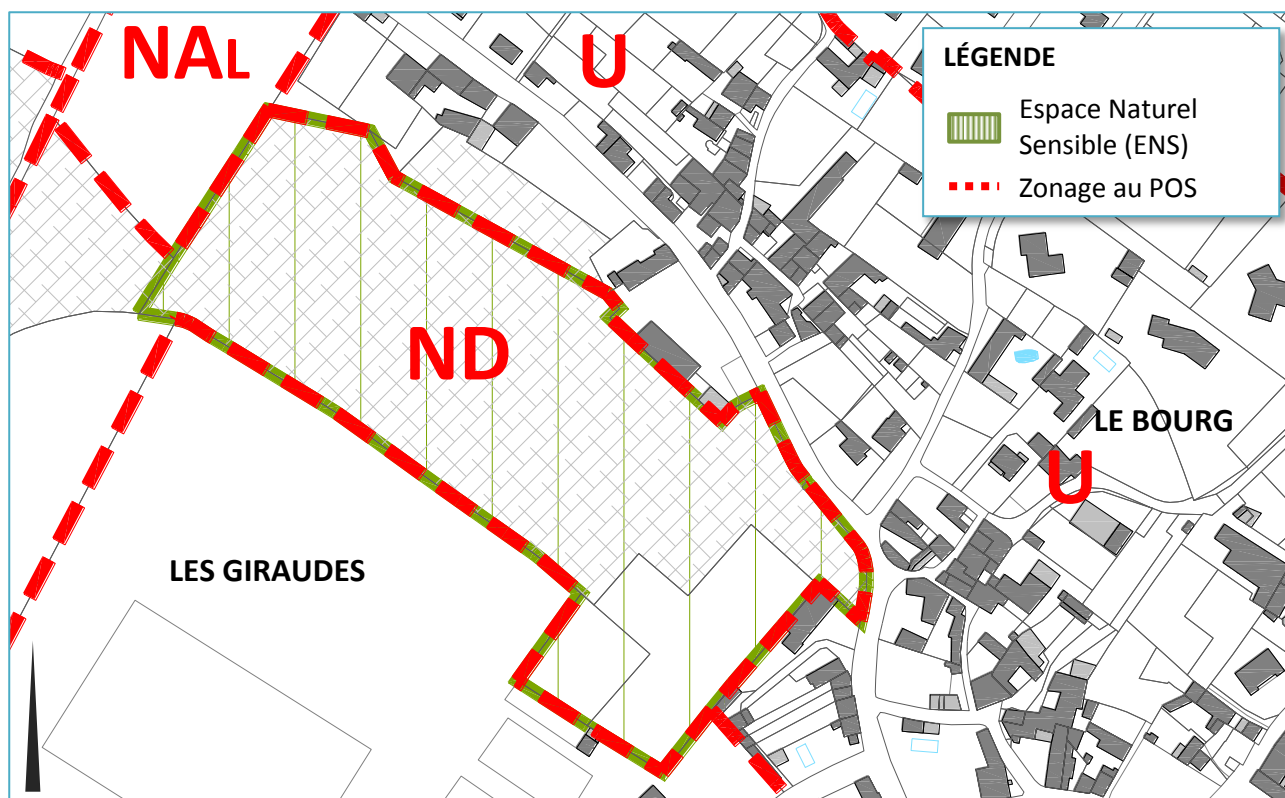 NAL
U
LÉGENDE
Espace Naturel
Sensible (ENS)
Zonage au POS
ND
LE BOURG
U
LES GIRAUDES